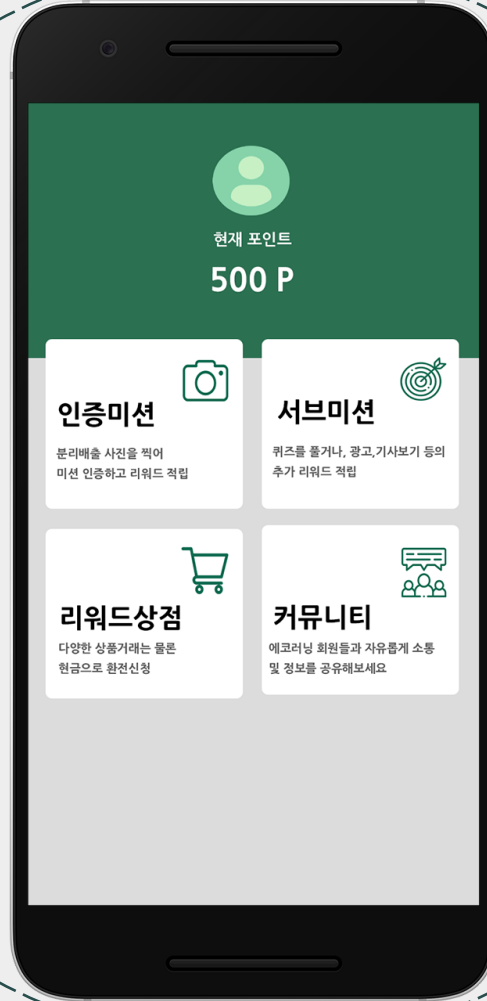 현재 포인트
500 P
인증미션
분리배출 사진을 찍어
미션 인증하고 리워드 적립
서브미션
퀴즈를 풀거나, 광고,기사보기 등의
추가 리워드 적립
리워드상점
다양한 상품거래는 물론
현금으로 환전신청
커뮤니티
에코러닝 회원들과 자유롭게 소통
및 정보를 공유해보세요